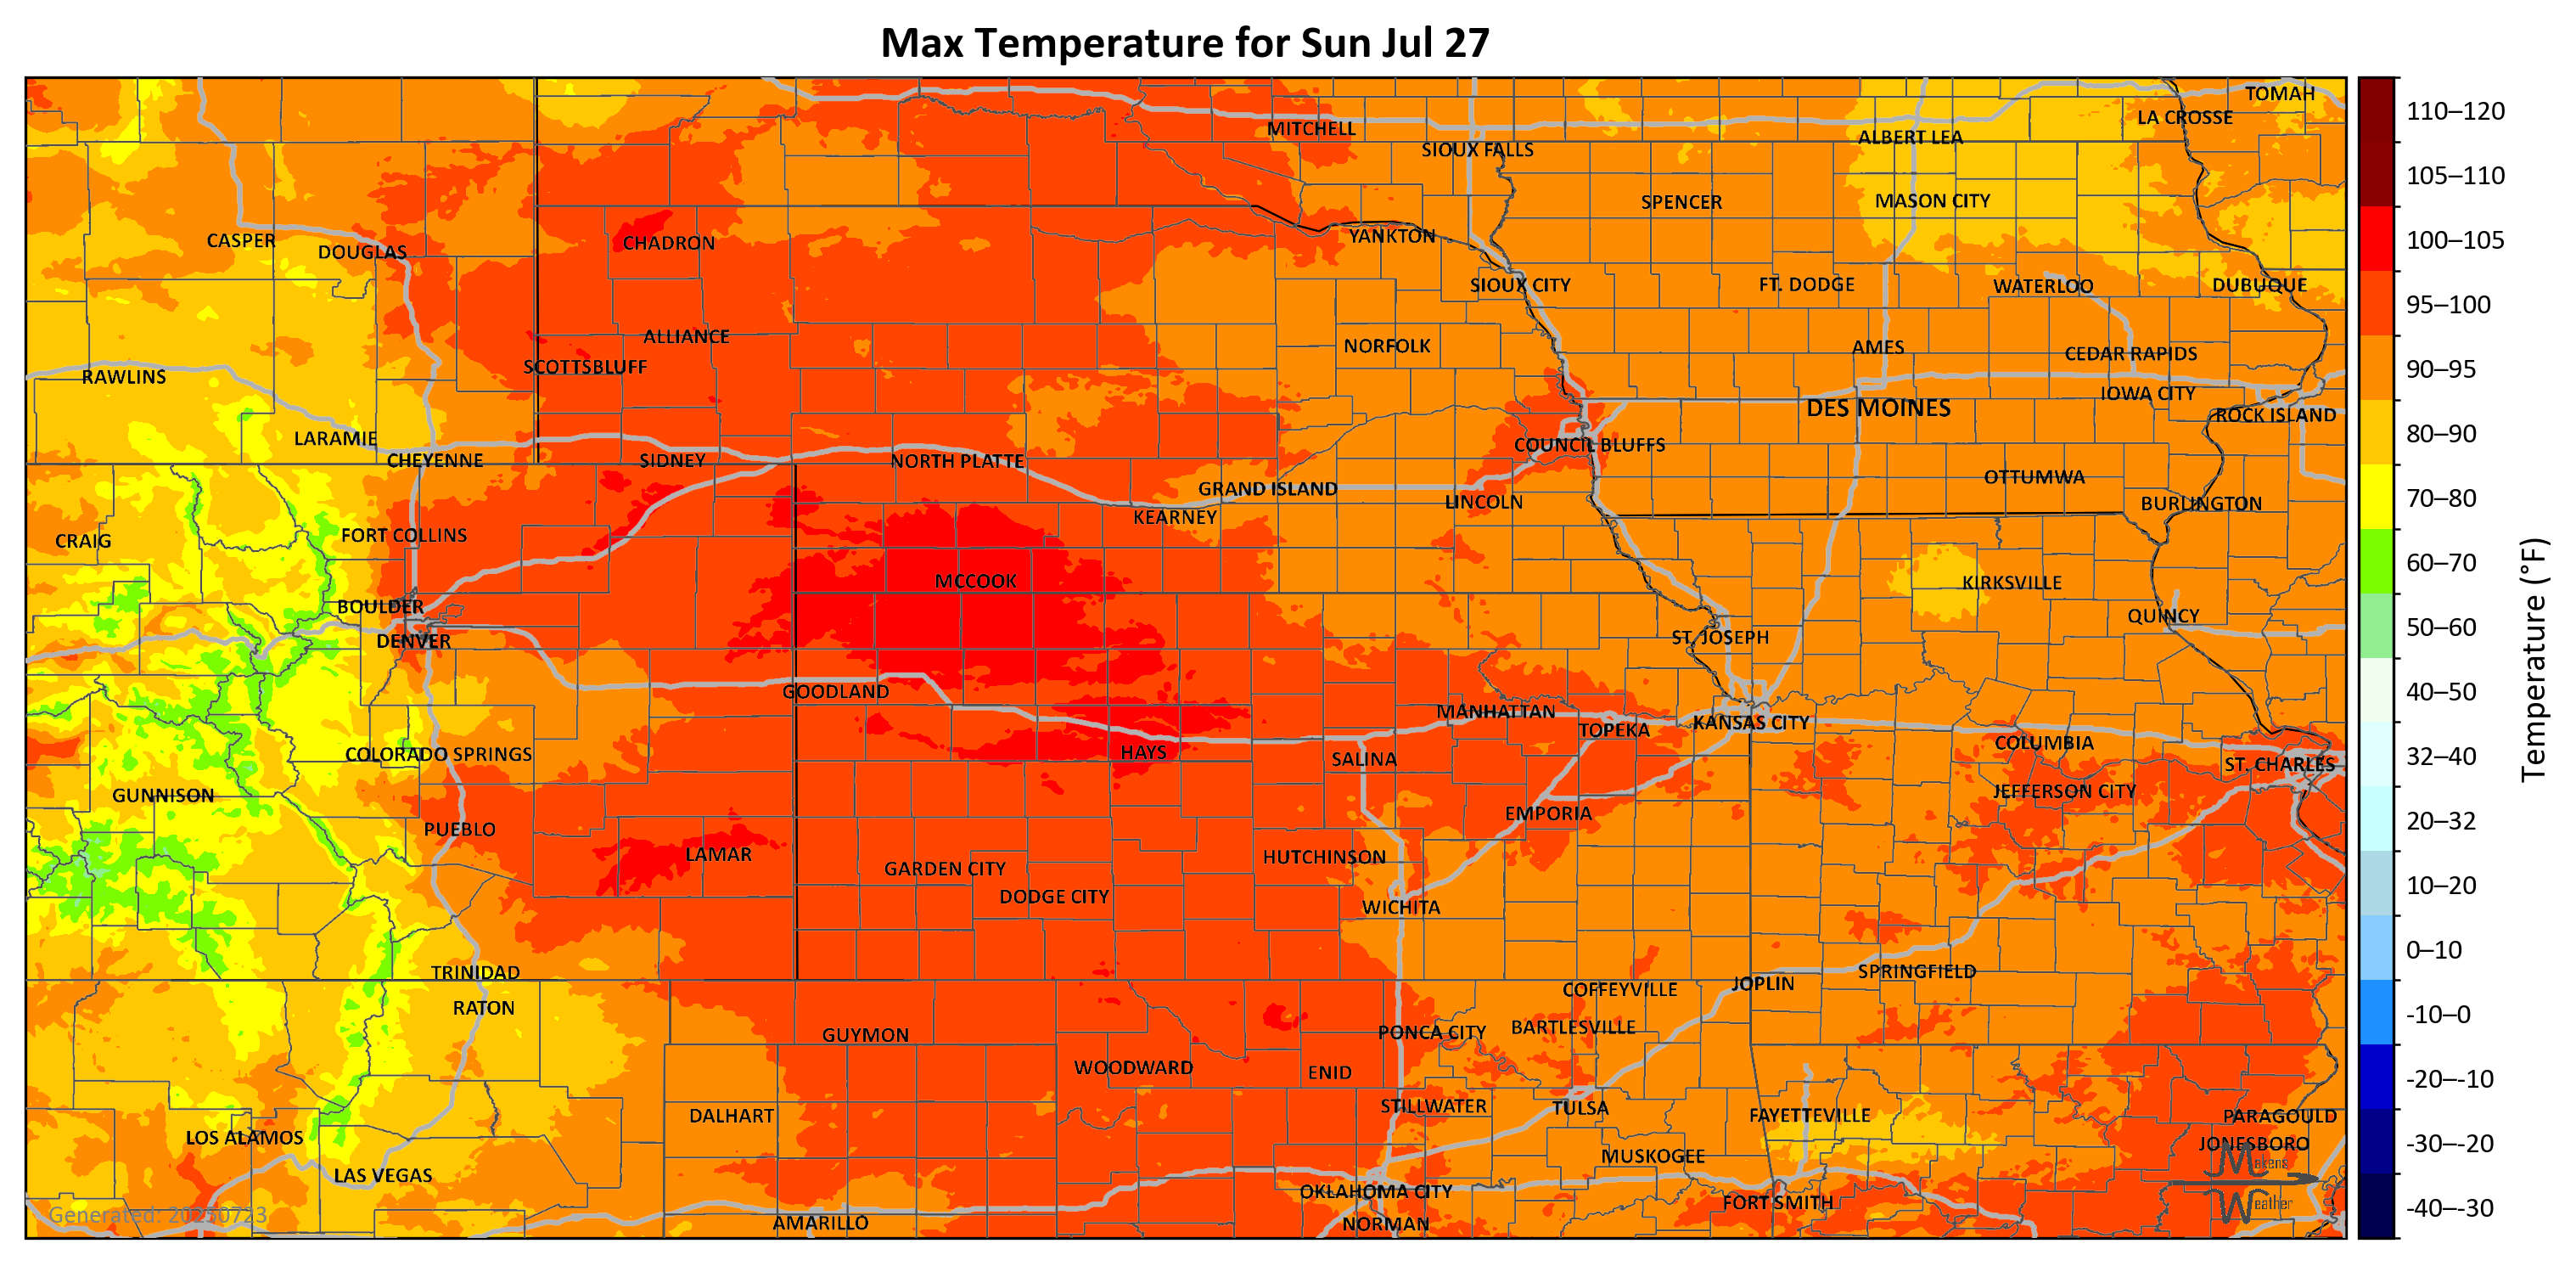 Max Temperature for Sun Jul 27
TOMAH
LA CROSSE
MITCHELL
ALBERT LEA
SIOUX FALLS
SPENCER
MASON CITY
YANKTON
CASPER
CHADRON
DOUGLAS
SIOUX CITY
FT. DODGE
WATERLOO
DUBUQUE
ALLIANCE
NORFOLK
AMES
CEDAR RAPIDS
SCOTTSBLUFF
RAWLINS
IOWA CITY
DES MOINES
ROCK ISLAND
LARAMIE
COUNCIL BLUFFS
CHEYENNE
SIDNEY
NORTH PLATTE
OTTUMWA
GRAND ISLAND
LINCOLN
BURLINGTON
KEARNEY
FORT COLLINS
CRAIG
MCCOOK
KIRKSVILLE
BOULDER
QUINCY
DENVER
ST. JOSEPH
GOODLAND
MANHATTAN
KANSAS CITY
TOPEKA
COLUMBIA
COLORADO SPRINGS
HAYS
SALINA
ST. CHARLES
GUNNISON
JEFFERSON CITY
EMPORIA
PUEBLO
LAMAR
HUTCHINSON
GARDEN CITY
DODGE CITY
WICHITA
TRINIDAD
SPRINGFIELD
JOPLIN
COFFEYVILLE
RATON
BARTLESVILLE
PONCA CITY
GUYMON
WOODWARD
ENID
STILLWATER
TULSA
DALHART
FAYETTEVILLE
PARAGOULD
LOS ALAMOS
JONESBORO
MUSKOGEE
LAS VEGAS
OKLAHOMA CITY
FORT SMITH
AMARILLO
NORMAN
Generated: 20250723
Makens
Weather
110–120
105–110
100–105
95–100
90–95
80–90
70–80
60–70
50–60
40–50
32–40
20–32
10–20
0–10
-10–0
-20–-10
-30–-20
-40–-30
Temperature (°F)